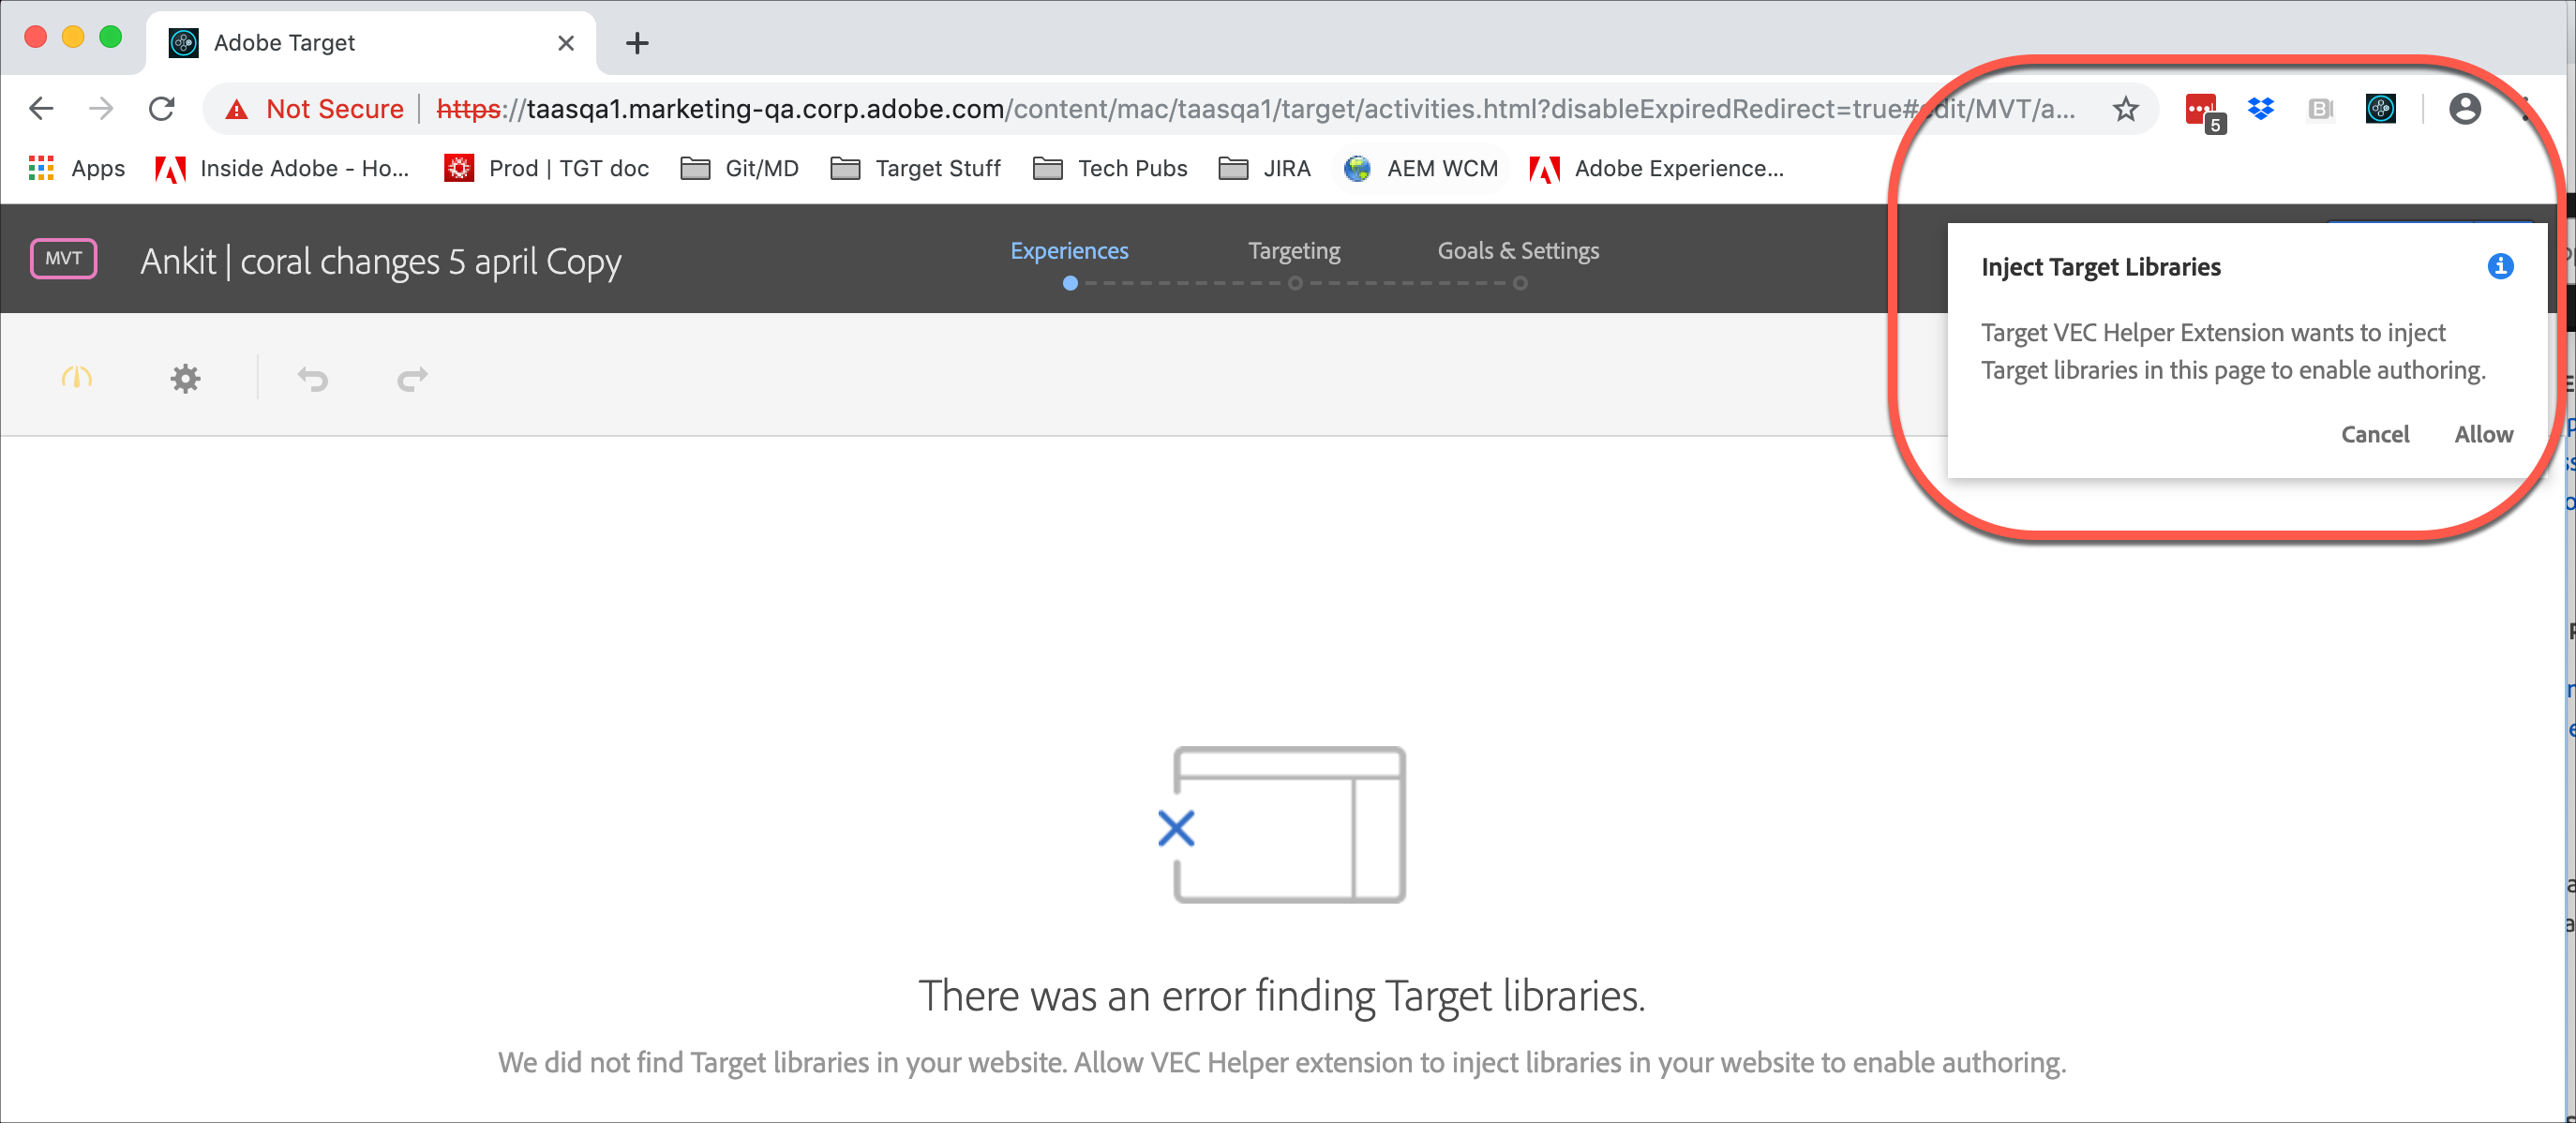 Adobe Target
Not Secure https://taasqa1.marketing-qa.corp.adobe.com/content/mac/taasqa1/target/activities.html?disableExpiredRedirect=true#edit/MVT/a...
5
Apps Inside Adobe - Ho... Prod | TGT doc Git/MD Target Stuff Tech Pubs JIRA AEM WCM Adobe Experience...
MVT Ankit | coral changes 5 april Copy
Experiences Targeting Goals & Settings
Inject Target Libraries
Target VEC Helper Extension wants to inject
Target libraries in this page to enable authoring.
Cancel Allow
There was an error finding Target libraries.
We did not find Target libraries in your website. Allow VEC Helper extension to inject libraries in your website to enable authoring.